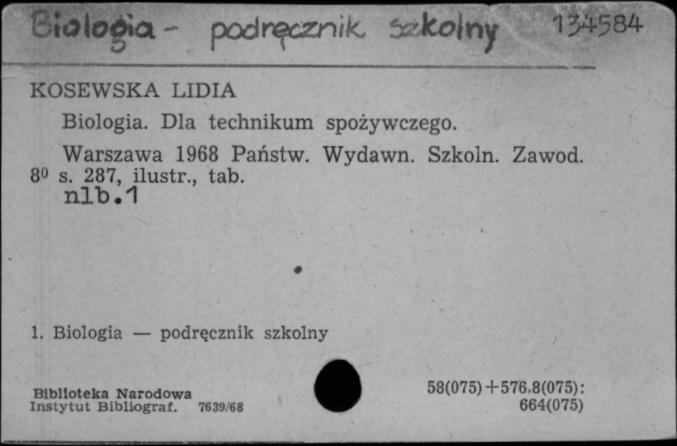 Biologia - podręcznik szkolny 134584
KOSEWSKA LIDIA
Biologia. Dla technikum spożywczego.
Warszawa 1968 Państw. Wydawn. Szkoln. Zawod.
8⁰ s. 287, ilustr., tab.
nlb.1
1. Biologia — podręcznik szkolny
Biblioteka Narodowa
Instytut Bibliograf. 7639/68
58(075)+576.8(075):
664(075)